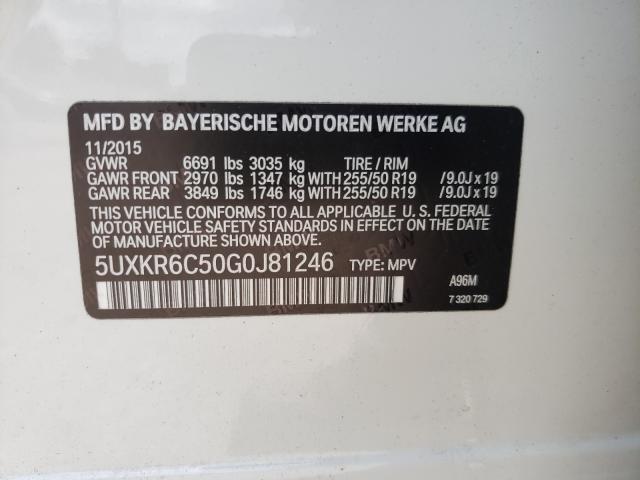 MFD BY BAYERISCHE MOTOREN WERKE AG
11/2015
GVWR 6691 lbs 3035 kg TIRE / RIM
GAWR FRONT 2970 lbs 1347 kg WITH 255/50 R19 /9.0J x 19
GAWR REAR 3849 lbs 1746 kg WITH 255/50 R19 /9.0J x 19
THIS VEHICLE CONFORMS TO ALL APPLICABLE U. S. FEDERAL
MOTOR VEHICLE SAFETY STANDARDS IN EFFECT ON THE DATE
OF MANUFACTURE SHOWN ABOVE.
5UXKR6C50G0J81246 TYPE: MPV
A96M
7 320 729